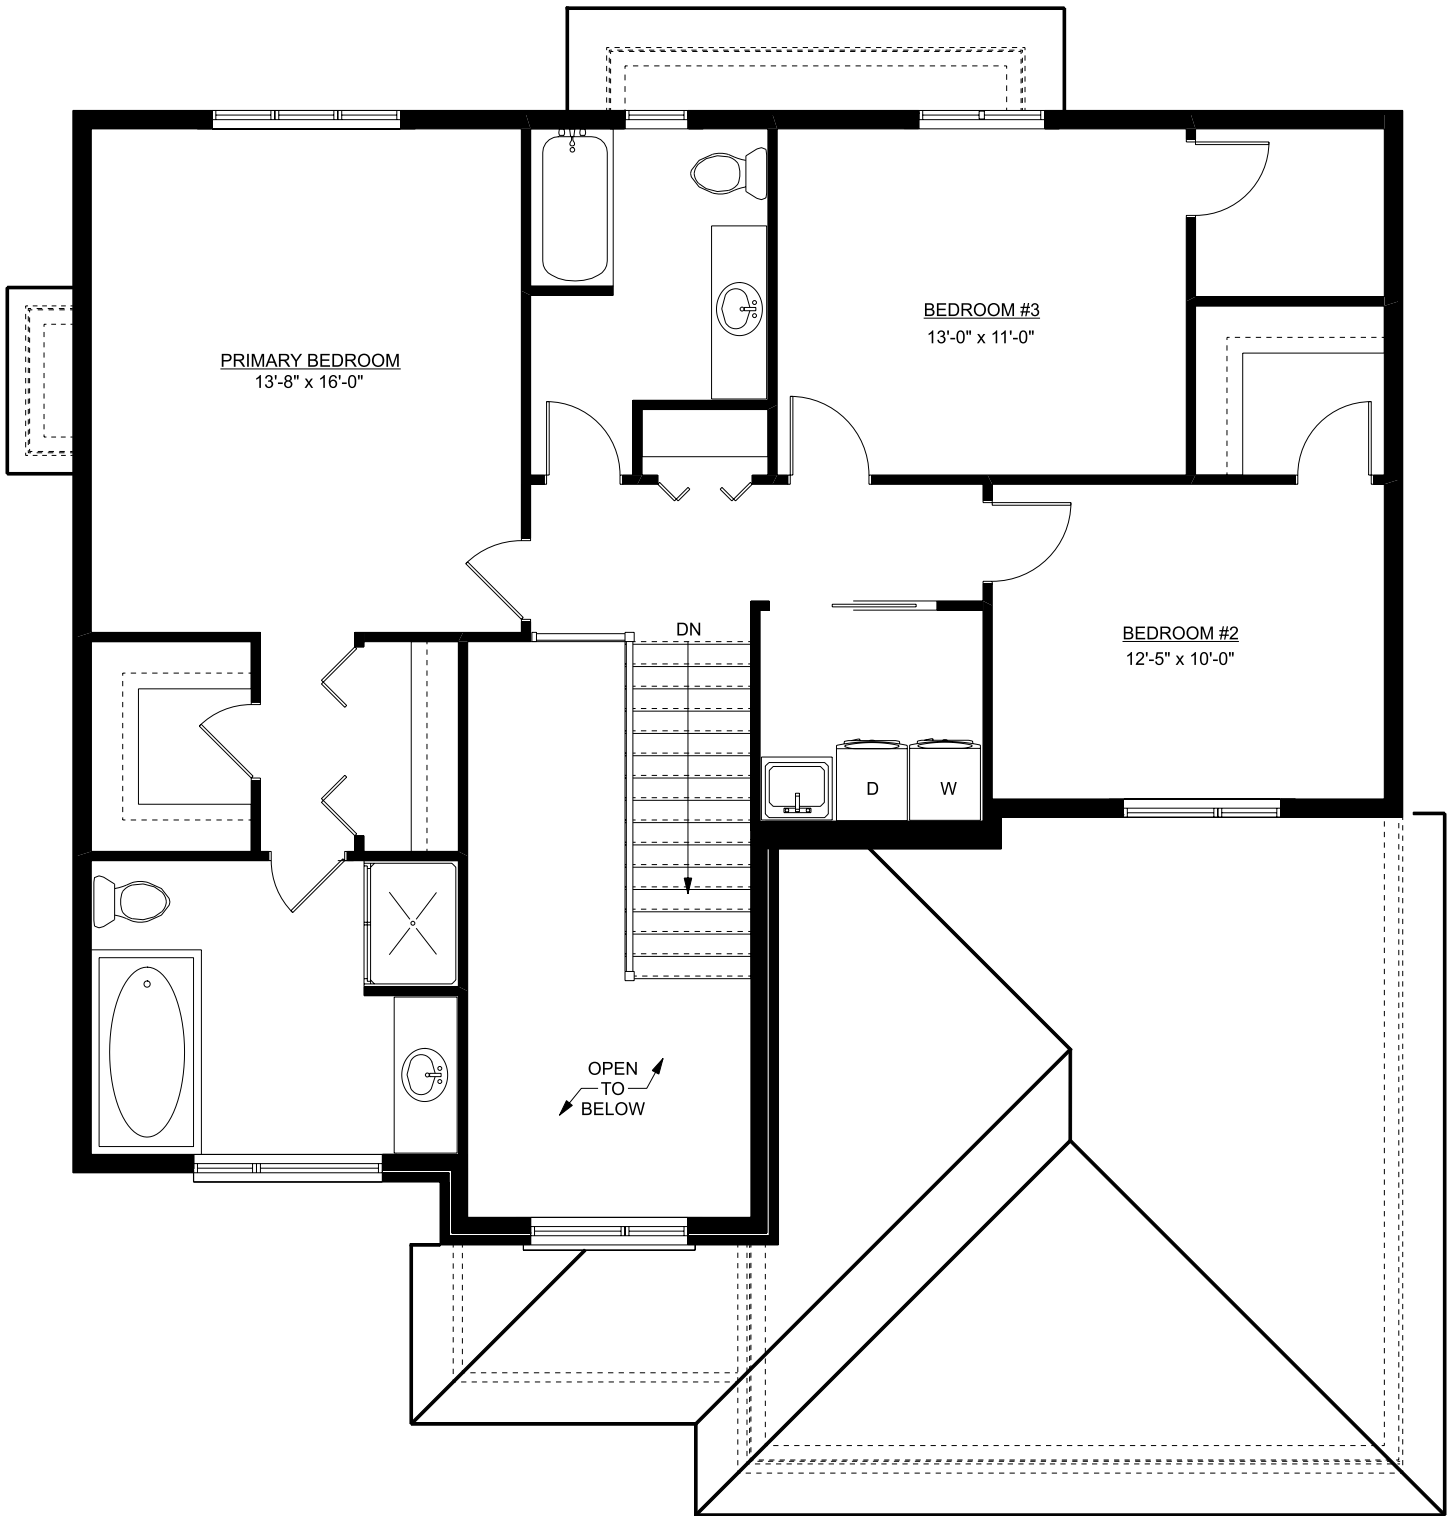 BEDROOM #3
13'-0" x 11'-0"
PRIMARY BEDROOM
13'-8" x 16'-0"
DN
BEDROOM #2
12'-5" x 10'-0"
D
W
OPEN
TO
BELOW